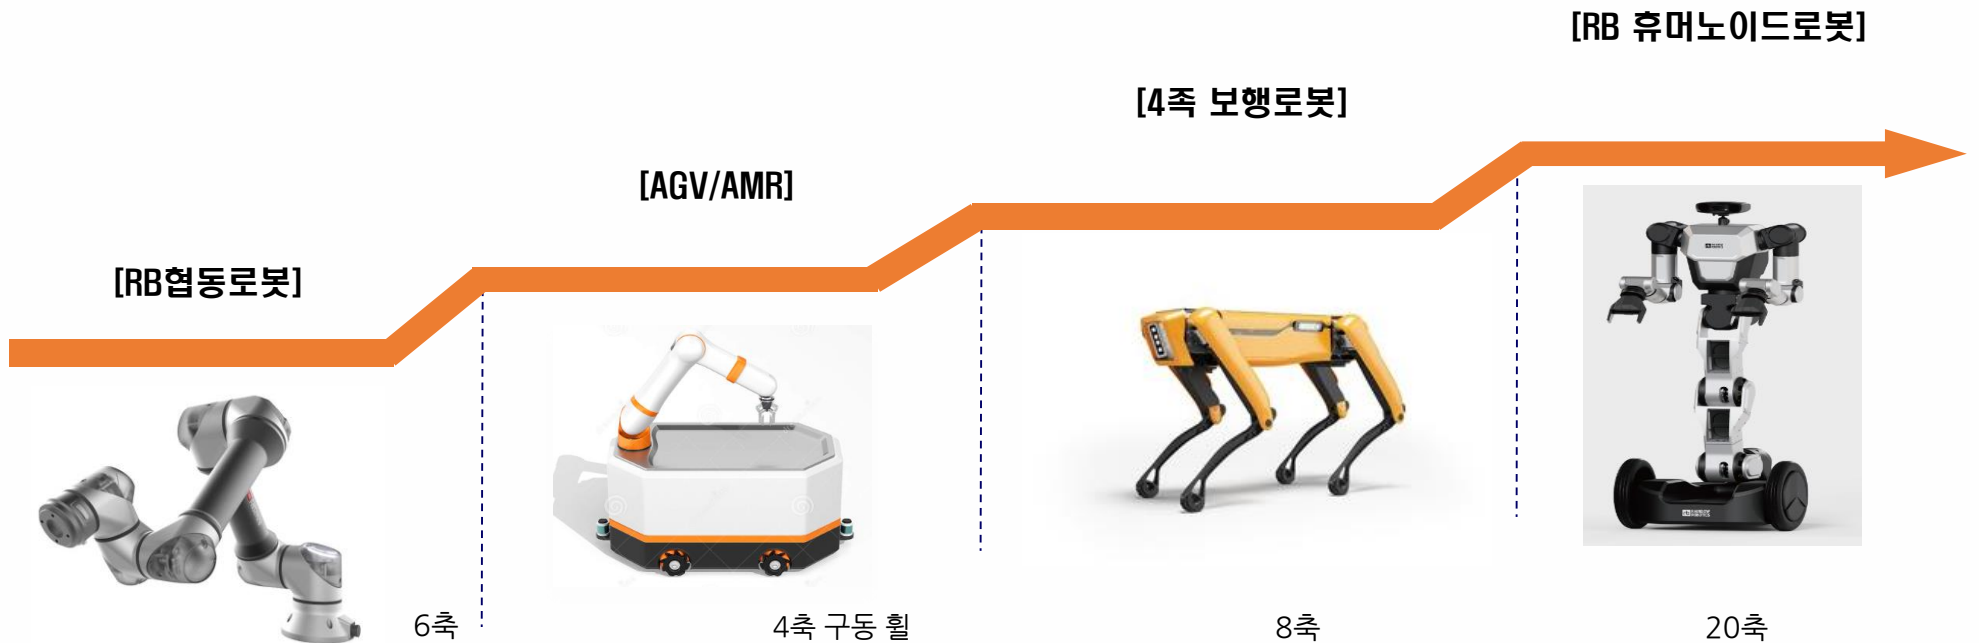 [RB 휴머노이드로봇]
[4족 보행로봇]
[AGV/AMR]
[RB협동로봇]
6축
4축 구동 휠
8축
20축